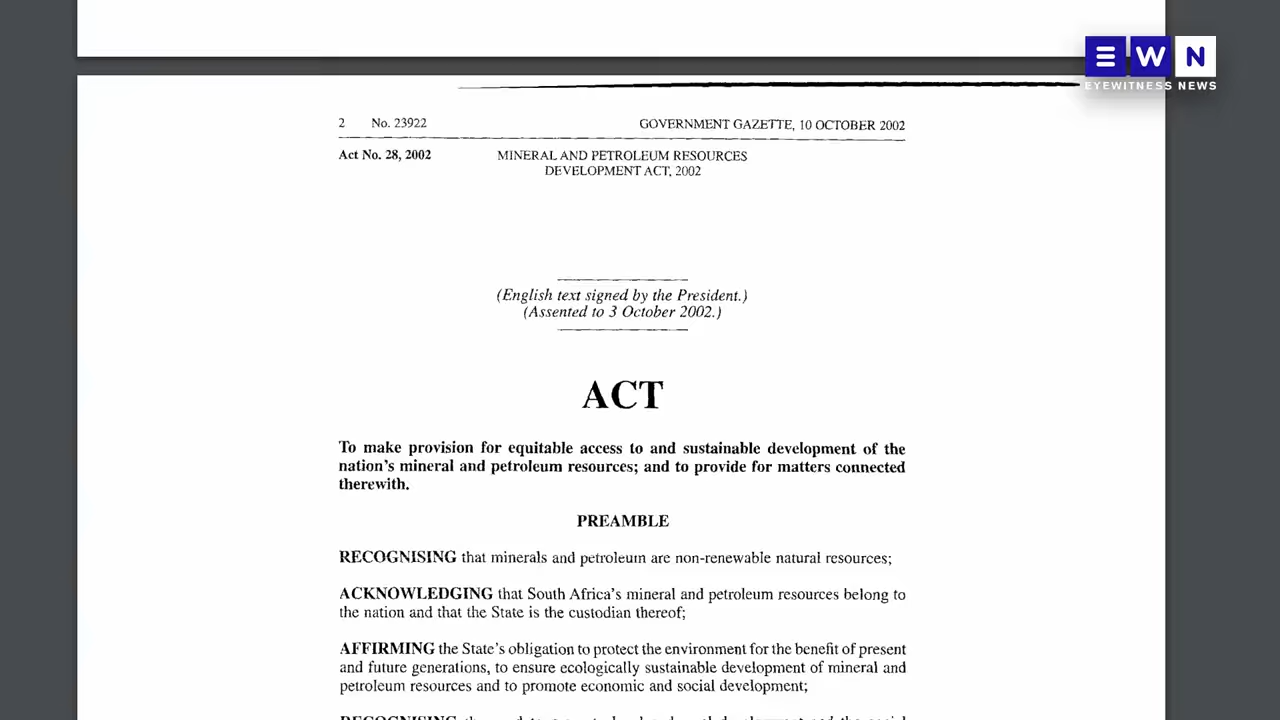 EWN
EYEWITNESS NEWS
2 No. 23922 GOVERNMENT GAZETTE, 10 OCTOBER 2002
Act No. 28, 2002 MINERAL AND PETROLEUM RESOURCES
DEVELOPMENT ACT, 2002
(English text signed by the President.)
(Assented to 3 October 2002.)
ACT
To make provision for equitable access to and sustainable development of the
nation's mineral and petroleum resources; and to provide for matters connected
therewith.
PREAMBLE
RECOGNISING that minerals and petroleum are non-renewable natural resources;
ACKNOWLEDGING that South Africa's mineral and petroleum resources belong to
the nation and that the State is the custodian thereof;
AFFIRMING the State's obligation to protect the environment for the benefit of present
and future generations, to ensure ecologically sustainable development of mineral and
petroleum resources and to promote economic and social development;
RECOGNISING